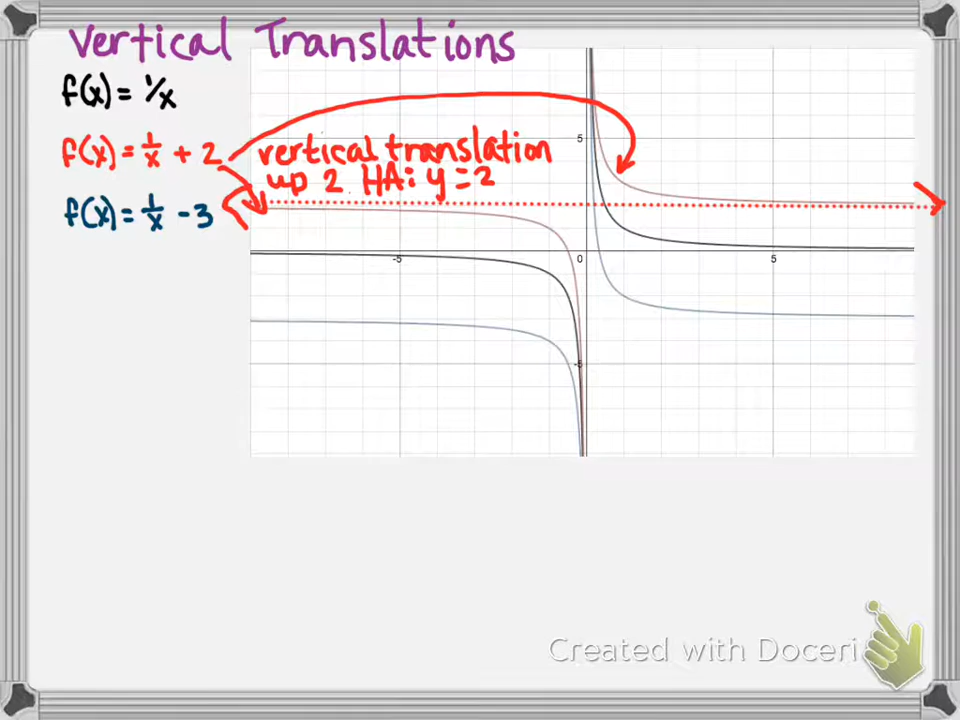 Vertical Translations
f(x) = 1/x
f(x) = 1/x + 2
vertical translation
up 2 HA: y = 2
f(x) = 1/x - 3
5
-5
0
5
-5
Created with Doceri